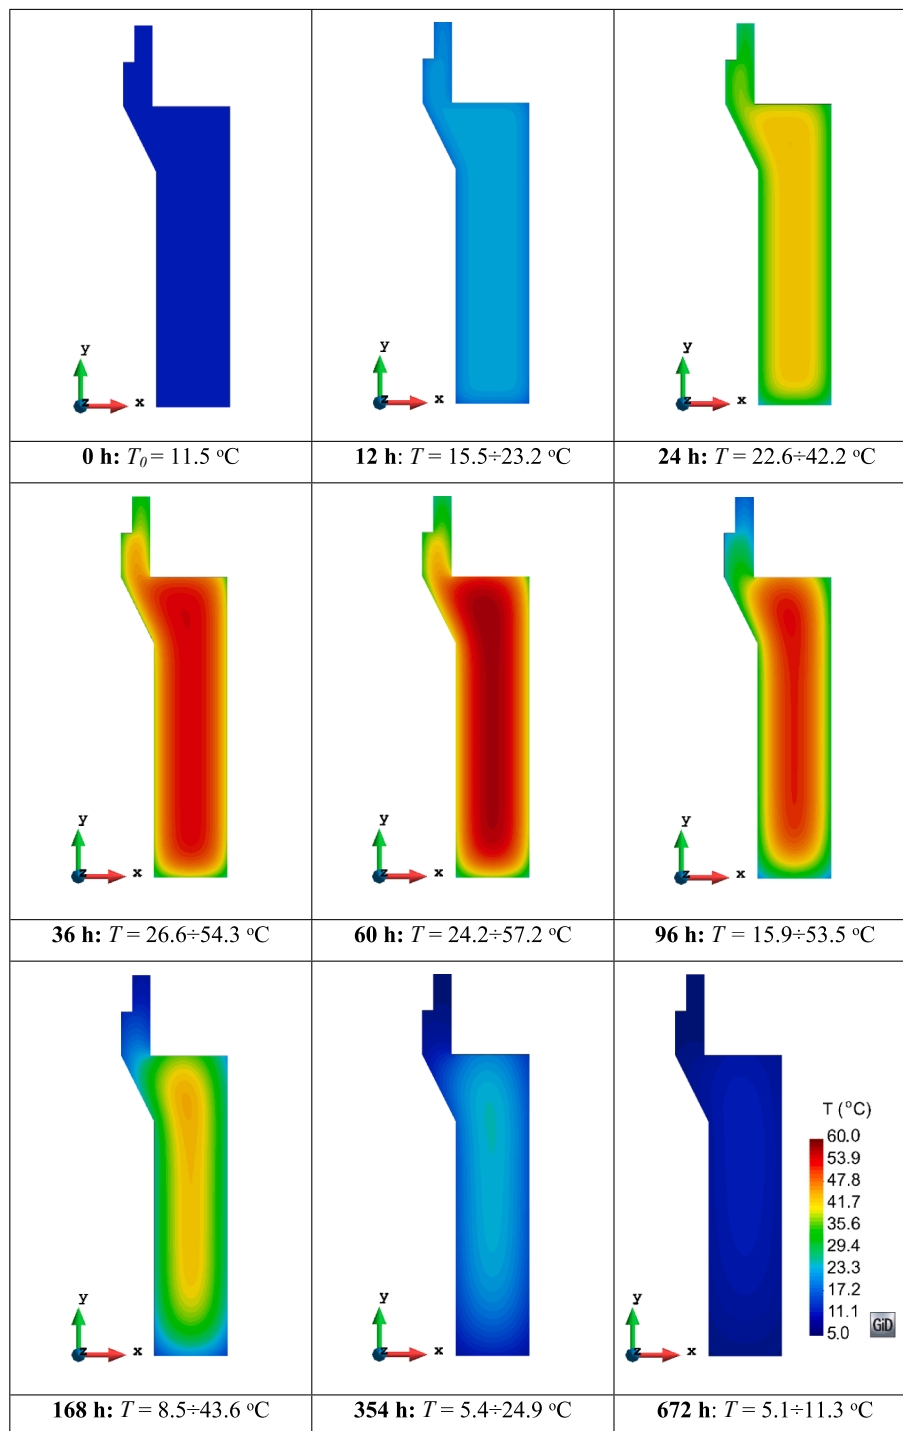 y
z
x
y
z
x
y
z
x
0 h: T0 = 11.5 ºC
12 h: T = 15.5÷23.2 ºC
24 h: T = 22.6÷42.2 ºC
y
z
x
y
z
x
y
z
x
36 h: T = 26.6÷54.3 ºC
60 h: T = 24.2÷57.2 ºC
96 h: T = 15.9÷53.5 ºC
T (°C)
60.0
53.9
47.8
41.7
35.6
29.4
23.3
17.2
11.1
5.0
GiD
y
z
x
y
z
x
y
z
x
168 h: T = 8.5÷43.6 ºC
354 h: T = 5.4÷24.9 ºC
672 h: T = 5.1÷11.3 ºC